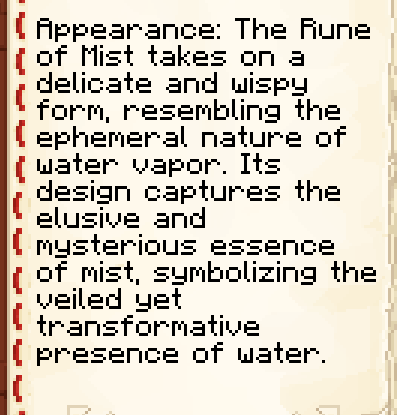 Appearance: The Rune
of Mist takes on a
delicate and wispy
form, resembling the
ephemeral nature of
water vapor. Its
design captures the
elusive and
mysterious essence
of mist, symbolizing the
veiled yet
transformative
presence of water.